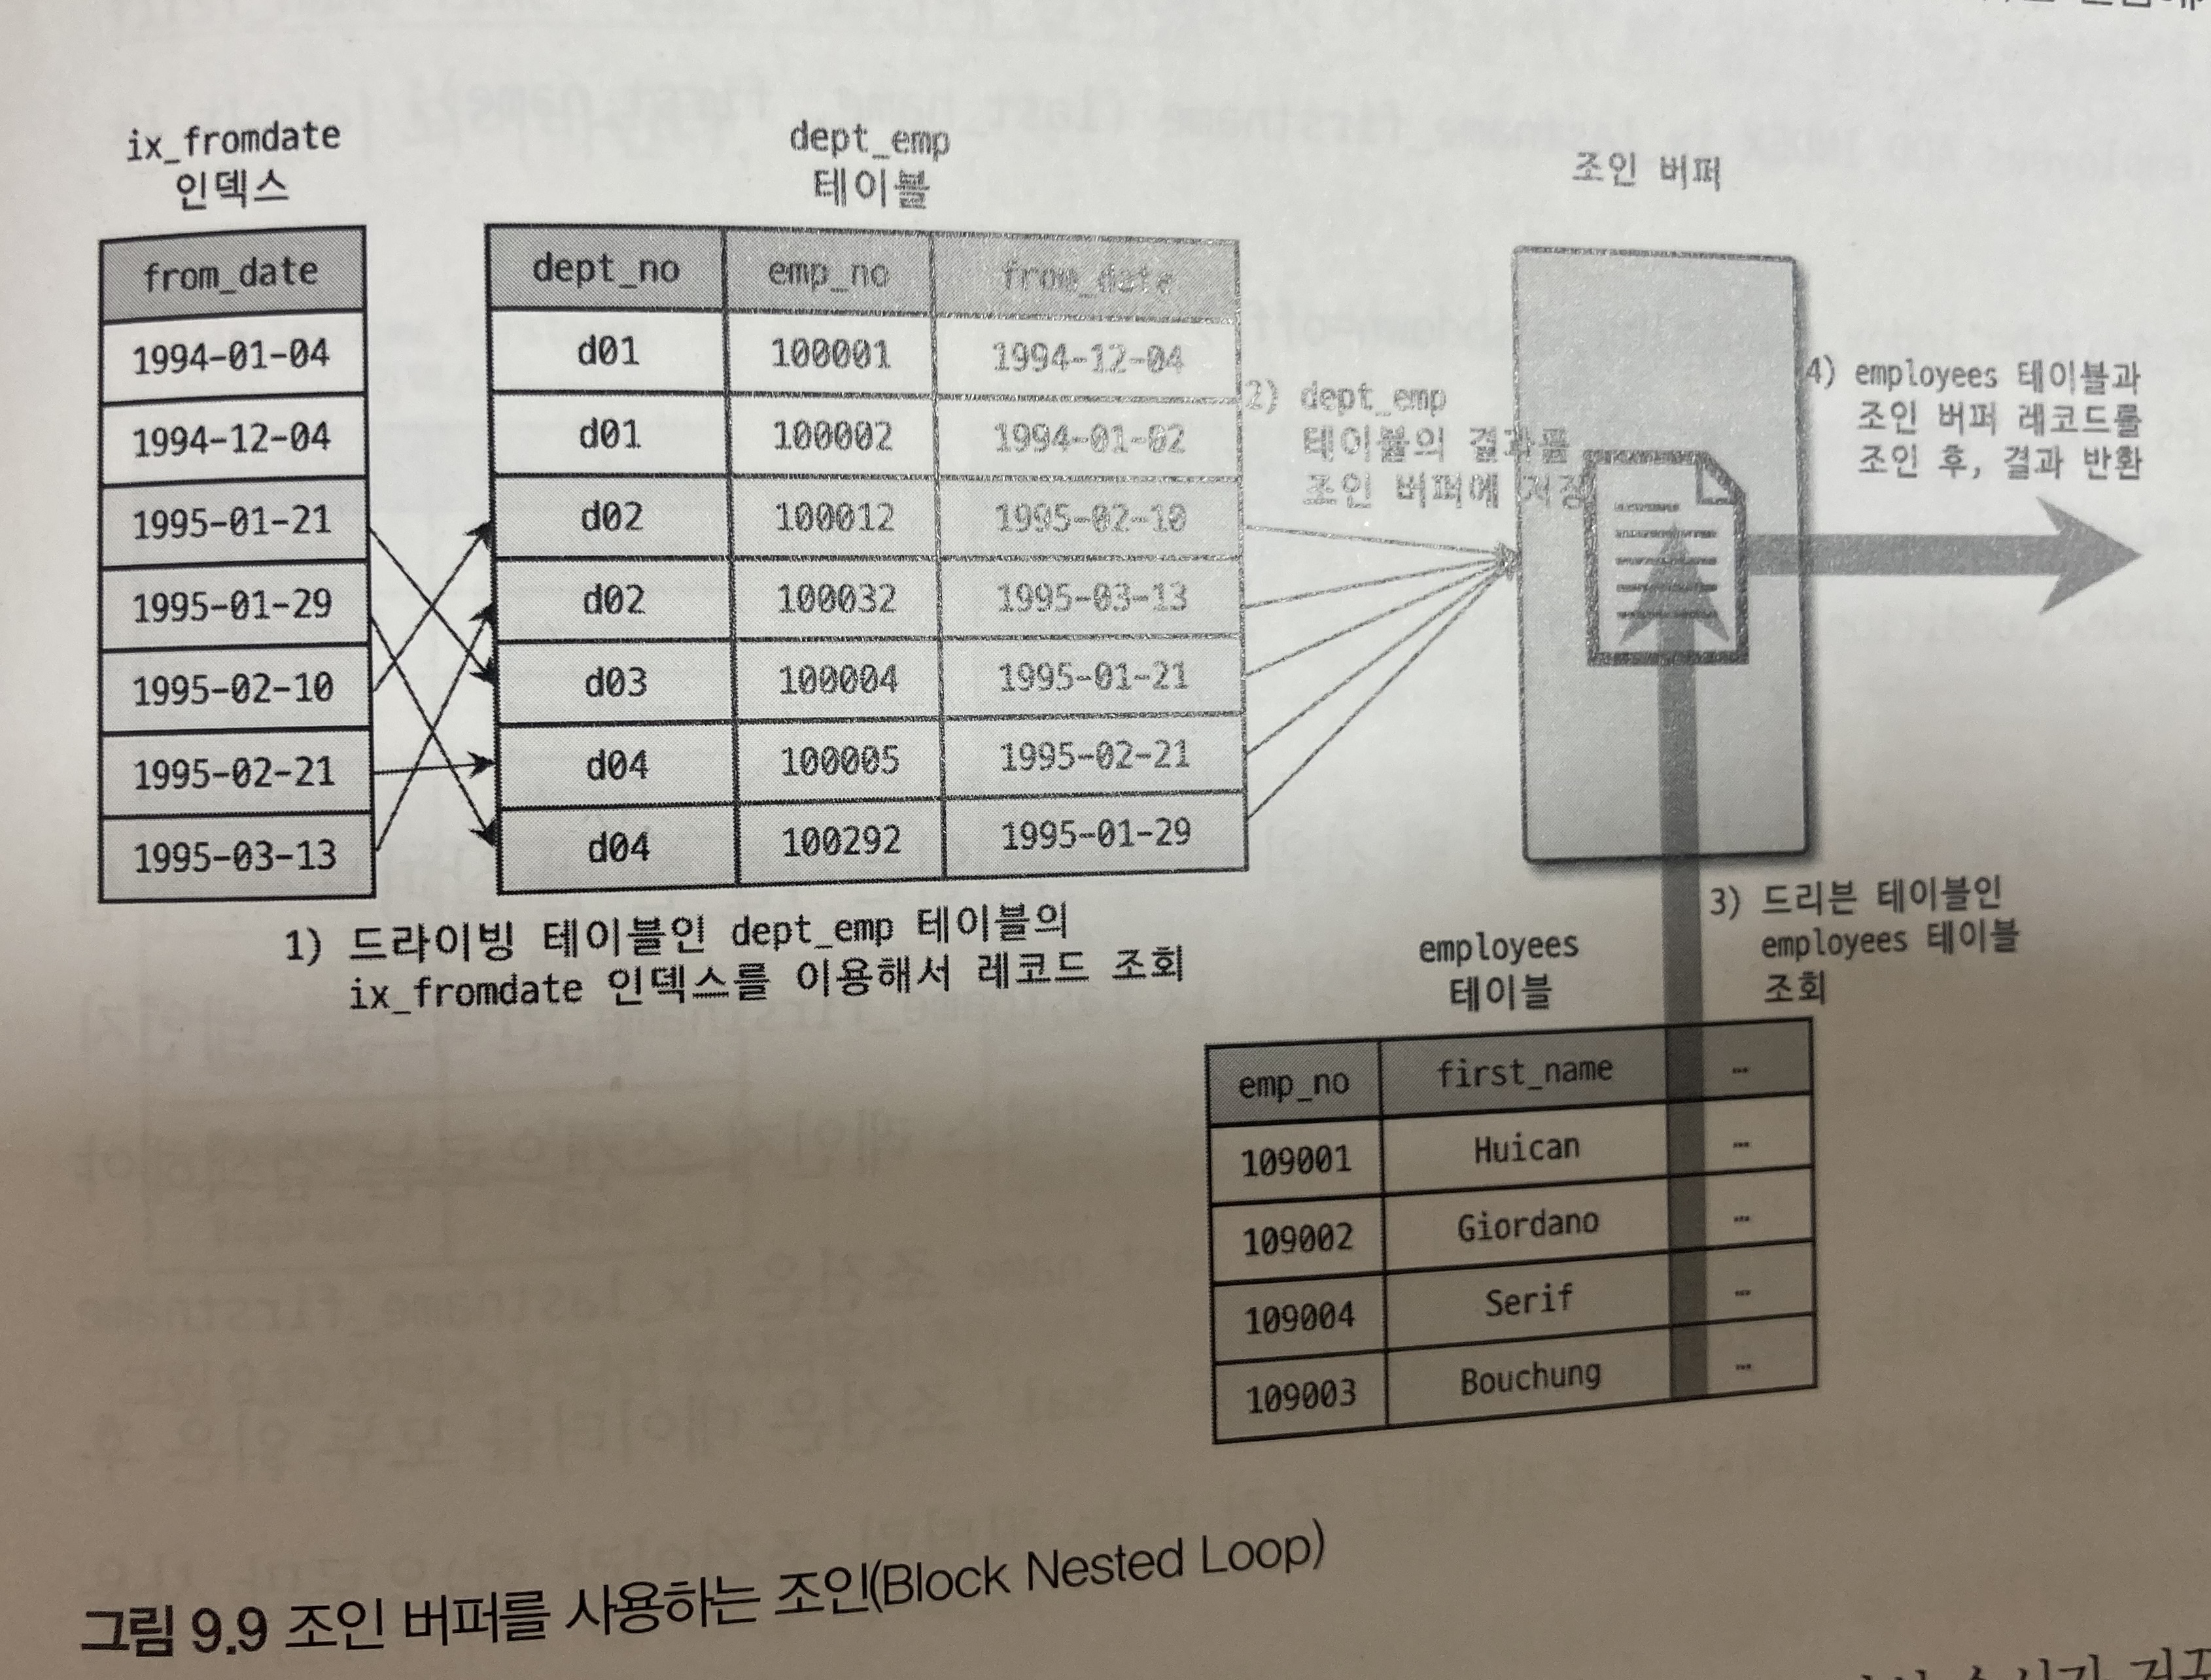 ix_fromdate
인덱스
from_date
1994-01-04
1994-12-04
1995-01-21
1995-01-29
1995-02-10
1995-02-21
1995-03-13
dept_emp
테이블
dept_no emp_no from_date
d01 100001 1994-12-04
d01 100002 1994-01-02
d02 100012 1995-02-10
d02 100032 1995-03-13
d03 100004 1995-01-21
d04 100005 1995-02-21
d04 100292 1995-01-29
1) 드라이빙 테이블인 dept_emp 테이블의
ix_fromdate 인덱스를 이용해서 레코드 조회
2) dept_emp
테이블의 결과를
조인 버퍼에 저장
조인 버퍼
4) employees 테이블과
조인 버퍼 레코드를
조인 후, 결과 반환
3) 드리븐 테이블인
employees 테이블
조회
employees
테이블
emp_no first_name …
109001 Huican …
109002 Giordano …
109004 Serif …
109003 Bouchung …
그림 9.9 조인 버퍼를 사용하는 조인(Block Nested Loop)